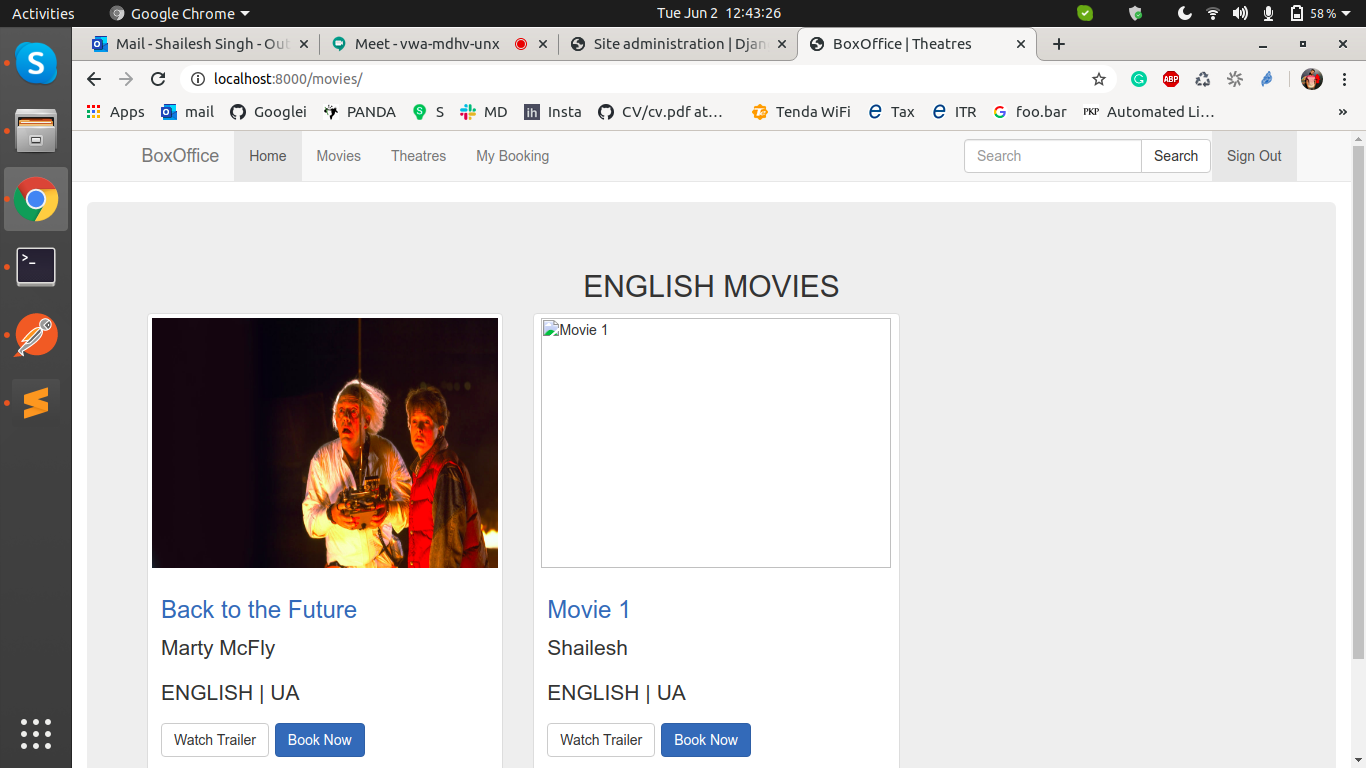 Activities Google Chrome Tue Jun 2 12:43:26 58 %
Mail - Shailesh Singh - Out Meet - vwa-mdhv-unx Site administration | Djan BoxOffice | Theatres
localhost:8000/movies/ ABP
Apps mail Googlei PANDA S S MD ih Insta CV/cv.pdf at… Tenda WiFi e Tax e ITR G foo.bar PKP Automated Li… »
BoxOffice Home Movies Theatres My Booking Search Search Sign Out
ENGLISH MOVIES
Movie 1
Back to the Future Movie 1
Marty McFly Shailesh
ENGLISH | UA ENGLISH | UA
Watch Trailer Book Now Watch Trailer Book Now